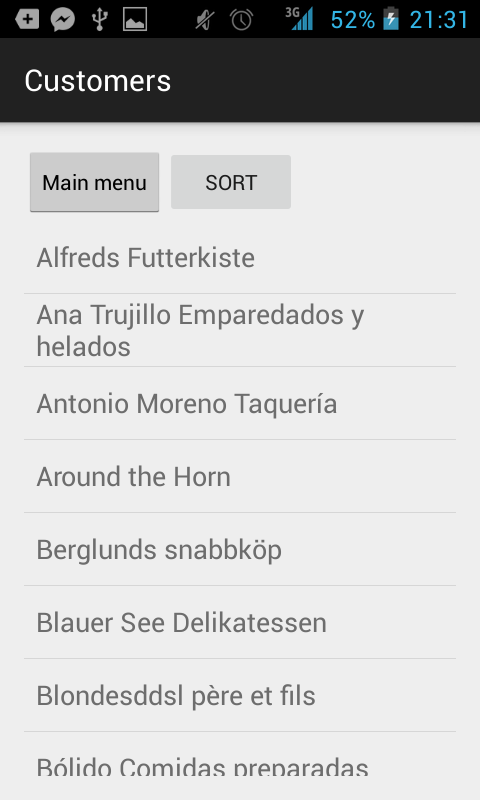 3G 52% 21:31
Customers
Main menu SORT
Alfreds Futterkiste
Ana Trujillo Emparedados y
helados
Antonio Moreno Taquería
Around the Horn
Berglunds snabbköp
Blauer See Delikatessen
Blondesddsl père et fils
Bólido Comidas preparadas